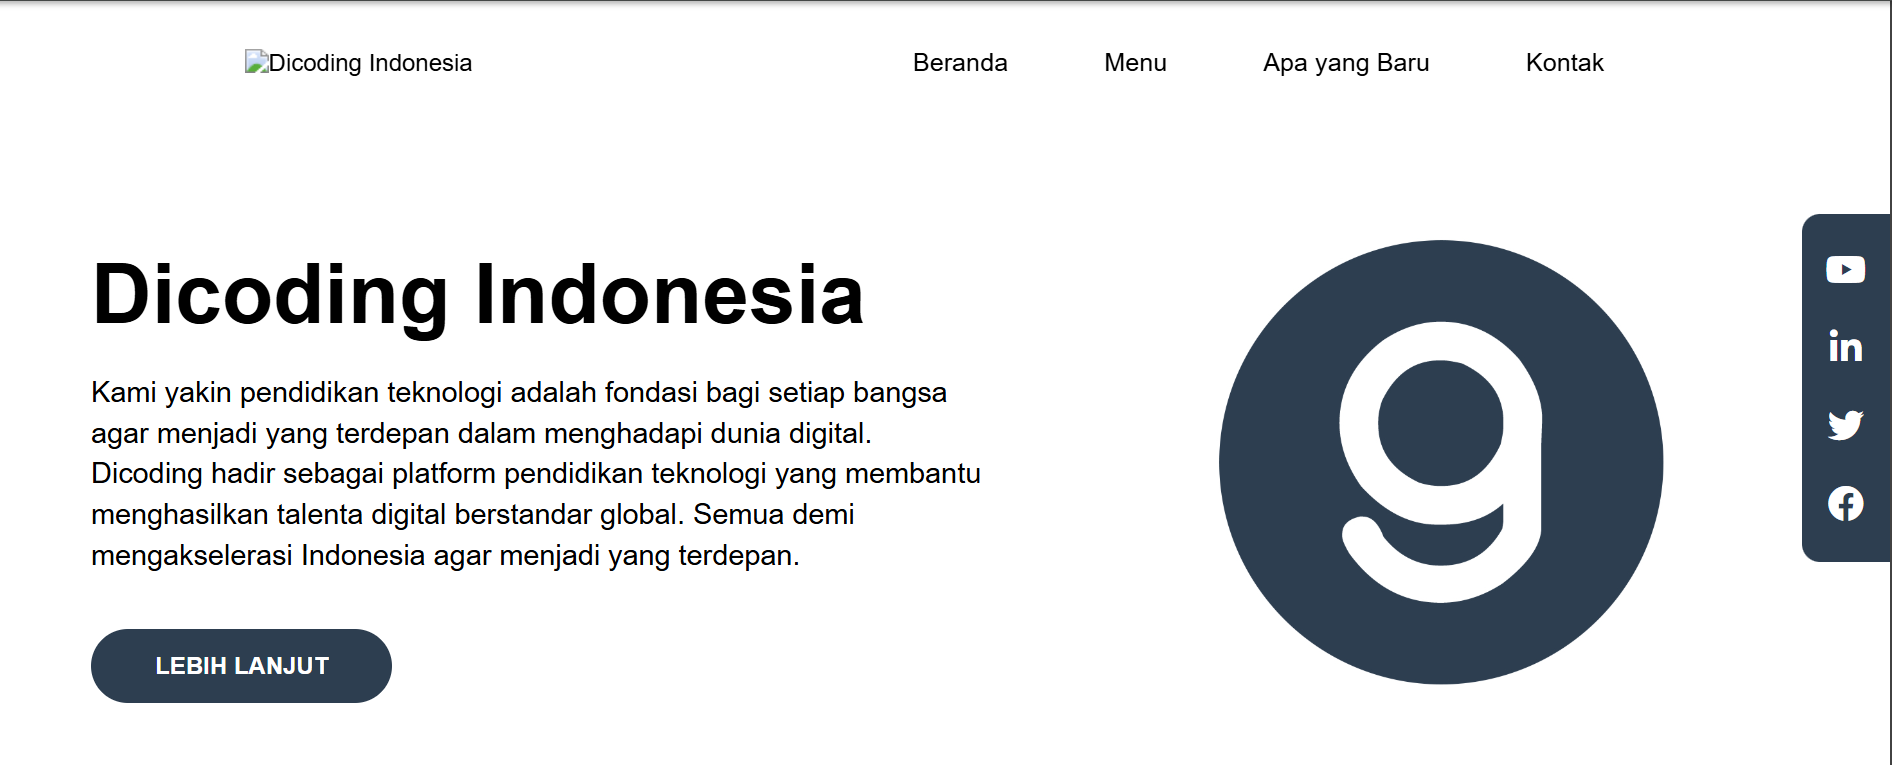 Dicoding Indonesia
Beranda
Menu
Apa yang Baru
Kontak
Dicoding Indonesia
Kami yakin pendidikan teknologi adalah fondasi bagi setiap bangsa
agar menjadi yang terdepan dalam menghadapi dunia digital.
Dicoding hadir sebagai platform pendidikan teknologi yang membantu
menghasilkan talenta digital berstandar global. Semua demi
mengakselerasi Indonesia agar menjadi yang terdepan.
LEBIH LANJUT